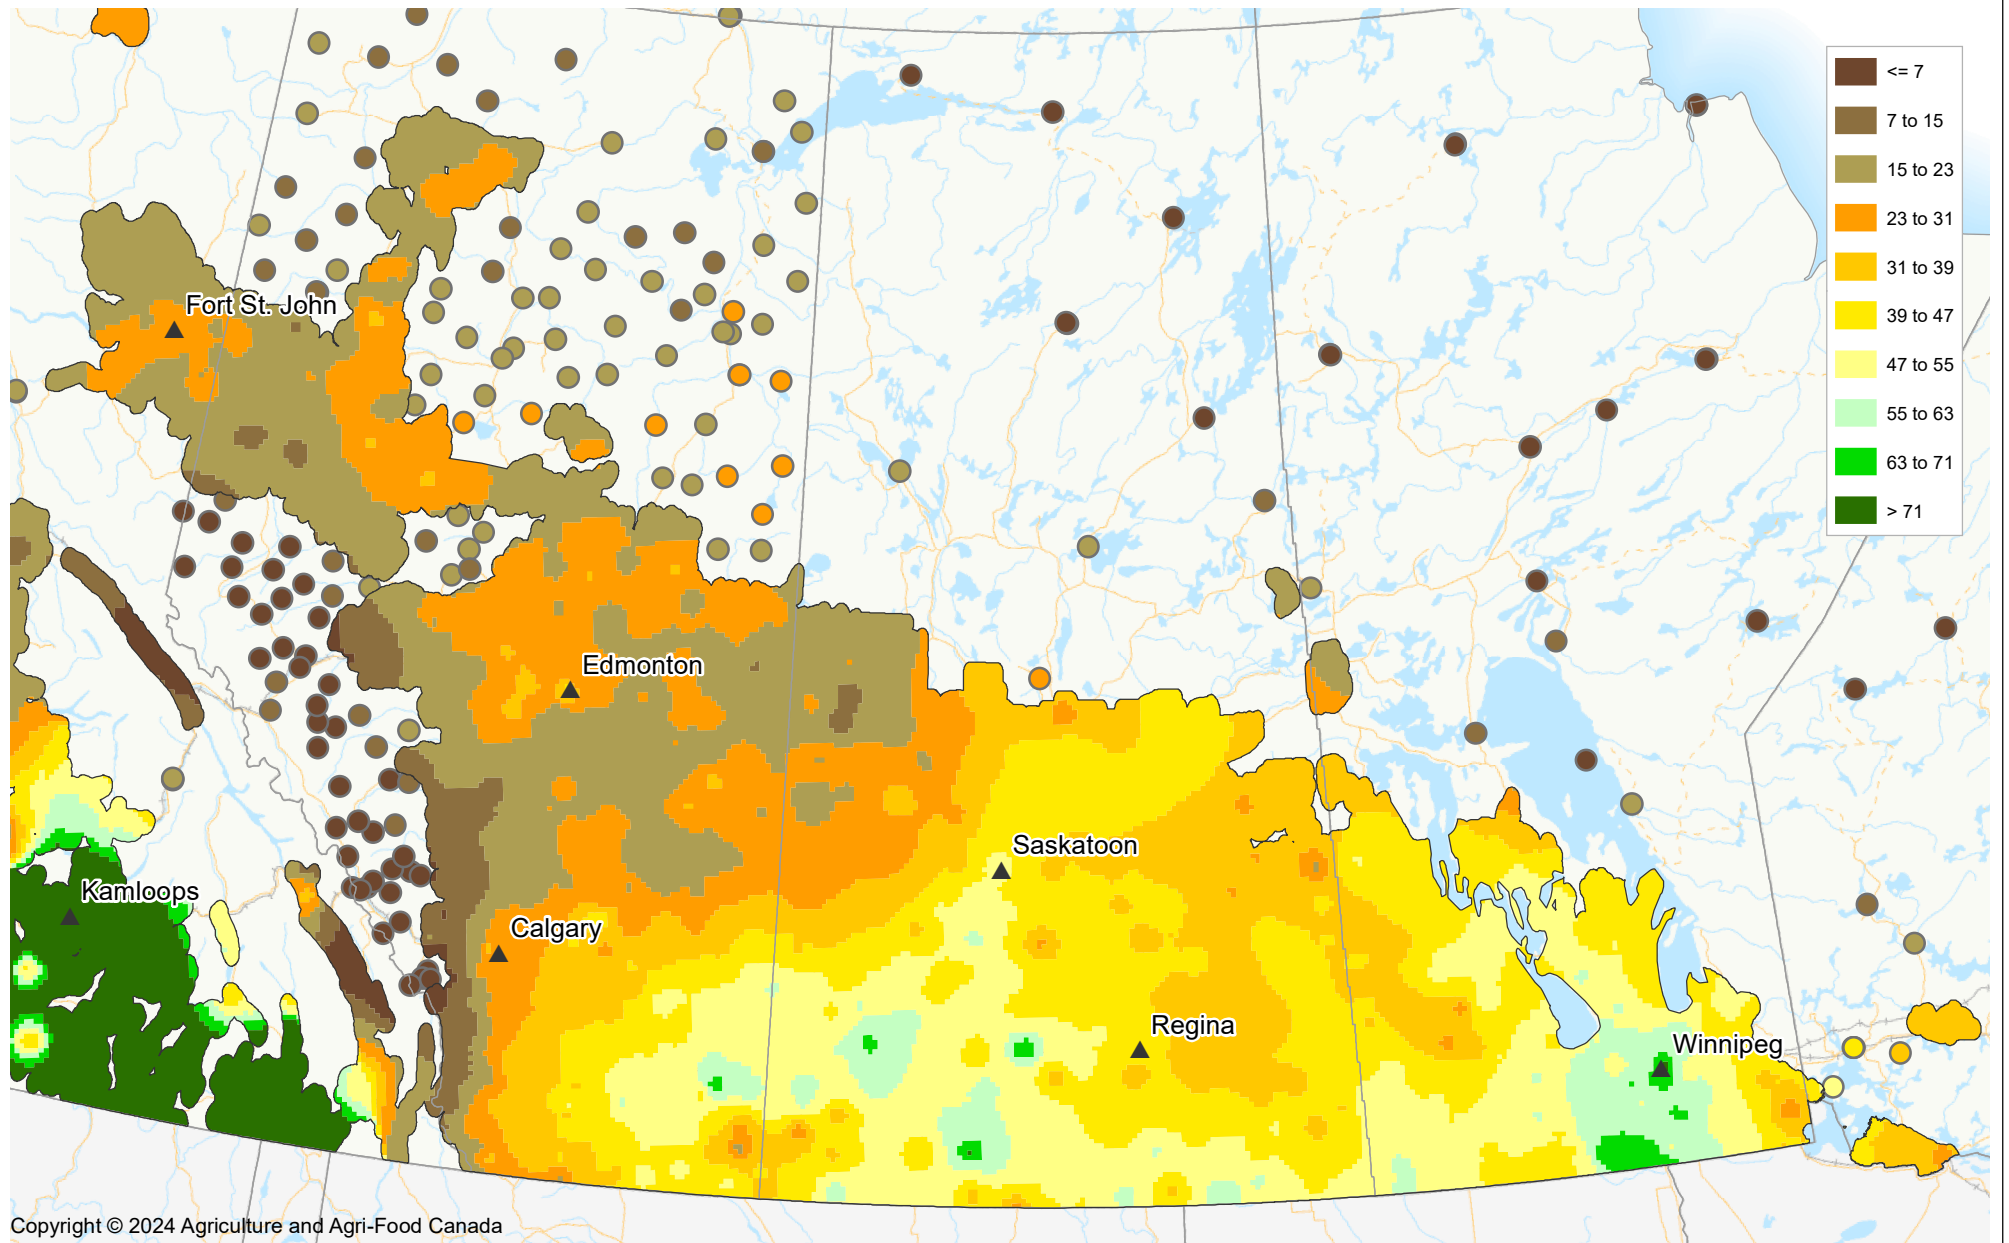 <= 7
7 to 15
15 to 23
23 to 31
31 to 39
39 to 47
47 to 55
55 to 63
63 to 71
> 71
Fort St. John
Edmonton
Saskatoon
Kamloops
Calgary
Regina
Winnipeg
Copyright © 2024 Agriculture and Agri-Food Canada